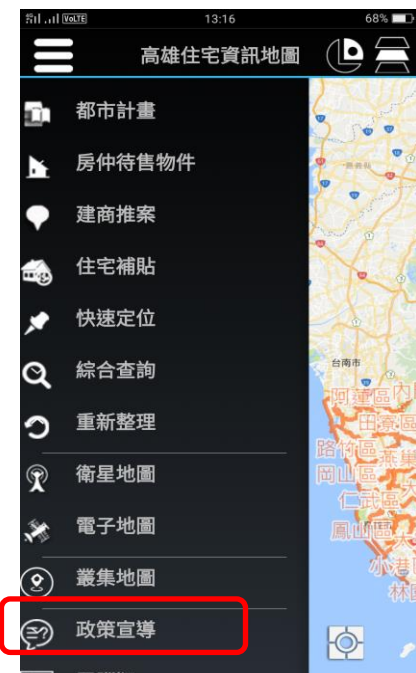 VoLTE 13:16 68%
高雄住宅資訊地圖
都市計畫
房仲待售物件
建商推案
住宅補貼
快速定位
綜合查詢
重新整理
衛星地圖
電子地圖
叢集地圖
政策宣導
台南市
阿蓮區
內
田寮區
路竹區
燕巢
岡山區
仁武區
大
鳳山區
小港
林